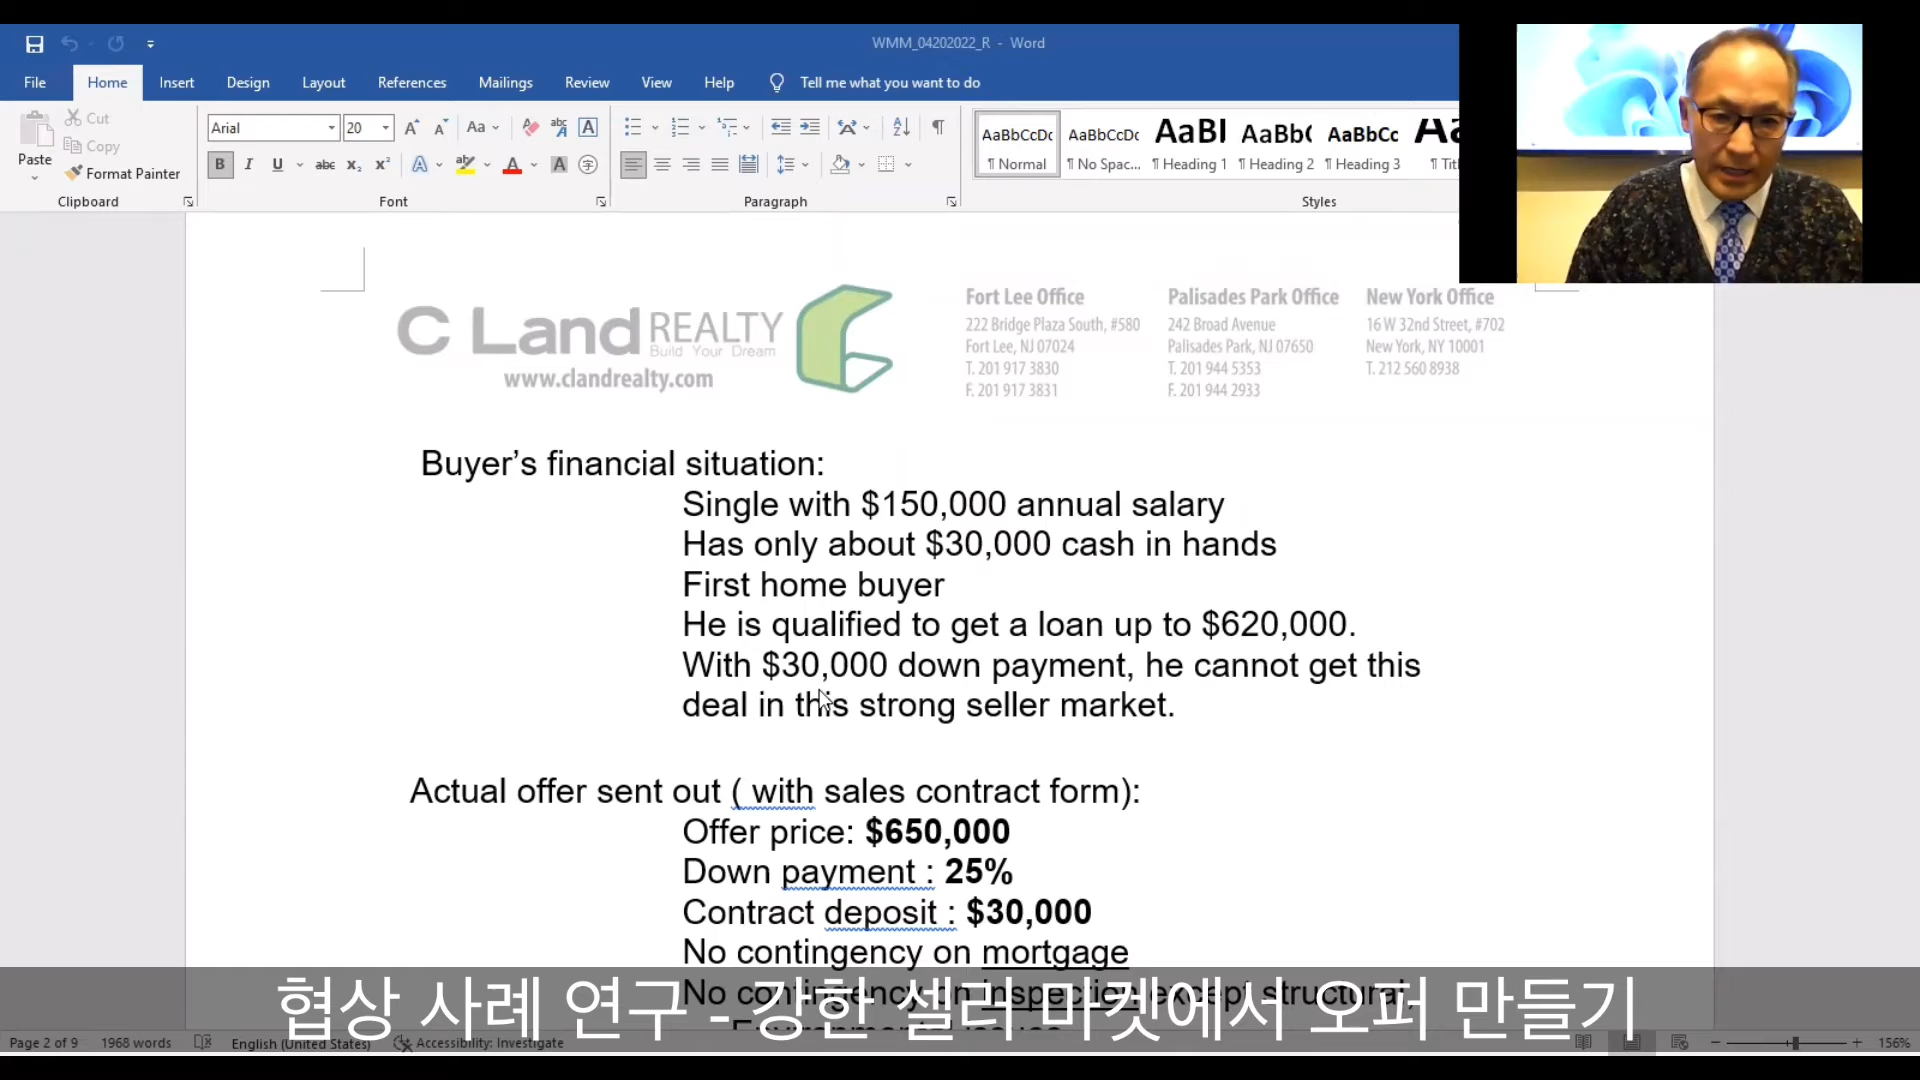 WMM_04202022_R - Word
File Home Insert Design Layout References Mailings Review View Help Tell me what you want to do
Cut
Copy
Paste
Format Painter
Clipboard
Arial 20
Font
Paragraph
AaBbCcDc AaBbCcDc AaBl AaBb( AaBbCc
¶ Normal ¶ No Spac... ¶ Heading 1 ¶ Heading 2 ¶ Heading 3
Styles
C Land REALTY
Build Your Dream
www.clandrealty.com
Fort Lee Office
222 Bridge Plaza South, #580
Fort Lee, NJ 07024
T. 201 917 3830
F. 201 917 3831
Palisades Park Office
242 Broad Avenue
Palisades Park, NJ 07650
T. 201 944 5353
F. 201 944 2933
New York Office
16 W 32nd Street, #702
New York, NY 10001
T. 212 560 8938
Buyer’s financial situation:
Single with $150,000 annual salary
Has only about $30,000 cash in hands
First home buyer
He is qualified to get a loan up to $620,000.
With $30,000 down payment, he cannot get this
deal in this strong seller market.
Actual offer sent out ( with sales contract form):
Offer price: $650,000
Down payment : 25%
Contract deposit : $30,000
No contingency on mortgage
No contingency on inspection except structural,
협상 사례 연구 - 강한 셀러 마켓에서 오퍼 만들기
Page 2 of 9 1968 words English (United States) Accessibility: Investigate 156%